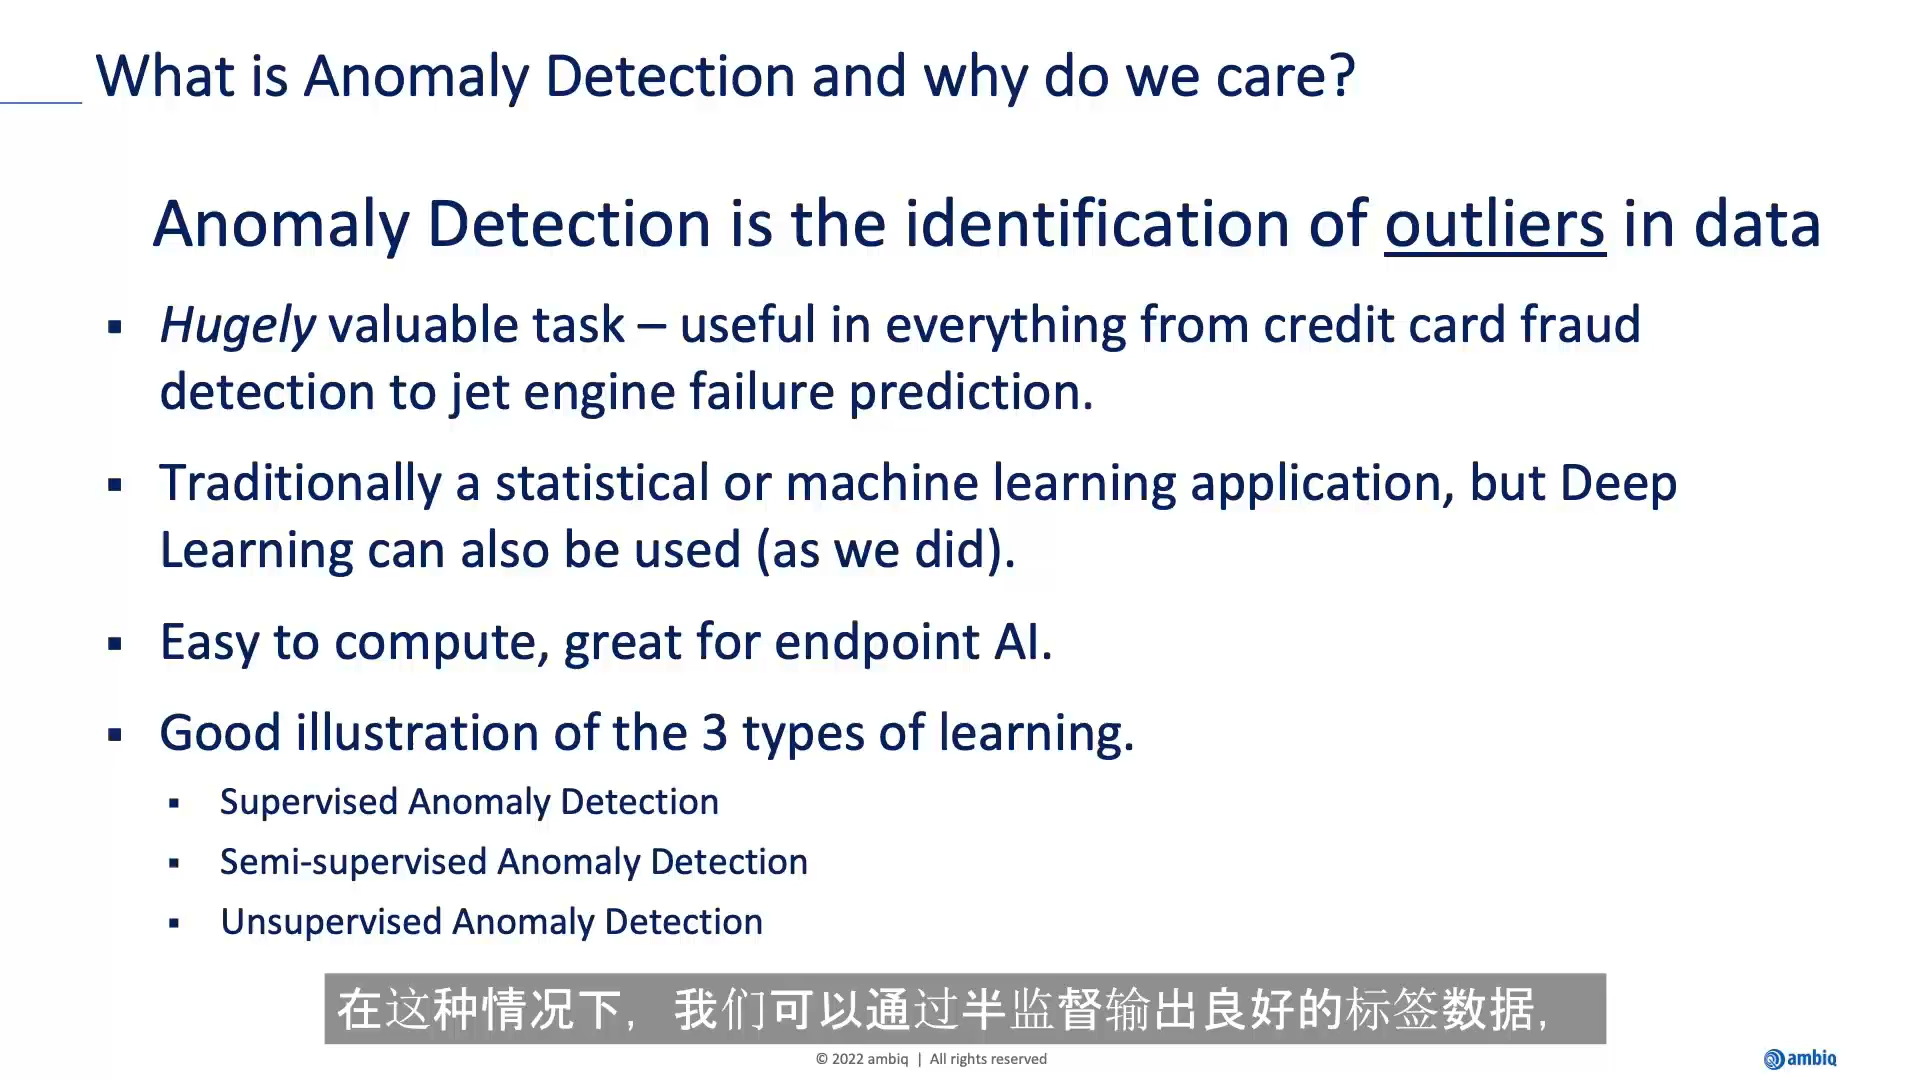 What is Anomaly Detection and why do we care?
Anomaly Detection is the identification of outliers in data
▪ Hugely valuable task – useful in everything from credit card fraud
detection to jet engine failure prediction.
▪ Traditionally a statistical or machine learning application, but Deep
Learning can also be used (as we did).
▪ Easy to compute, great for endpoint AI.
▪ Good illustration of the 3 types of learning.
▪ Supervised Anomaly Detection
▪ Semi-supervised Anomaly Detection
▪ Unsupervised Anomaly Detection
在这种情况下，我们可以通过半监督输出良好的标签数据，
© 2022 ambiq | All rights reserved
ambiq